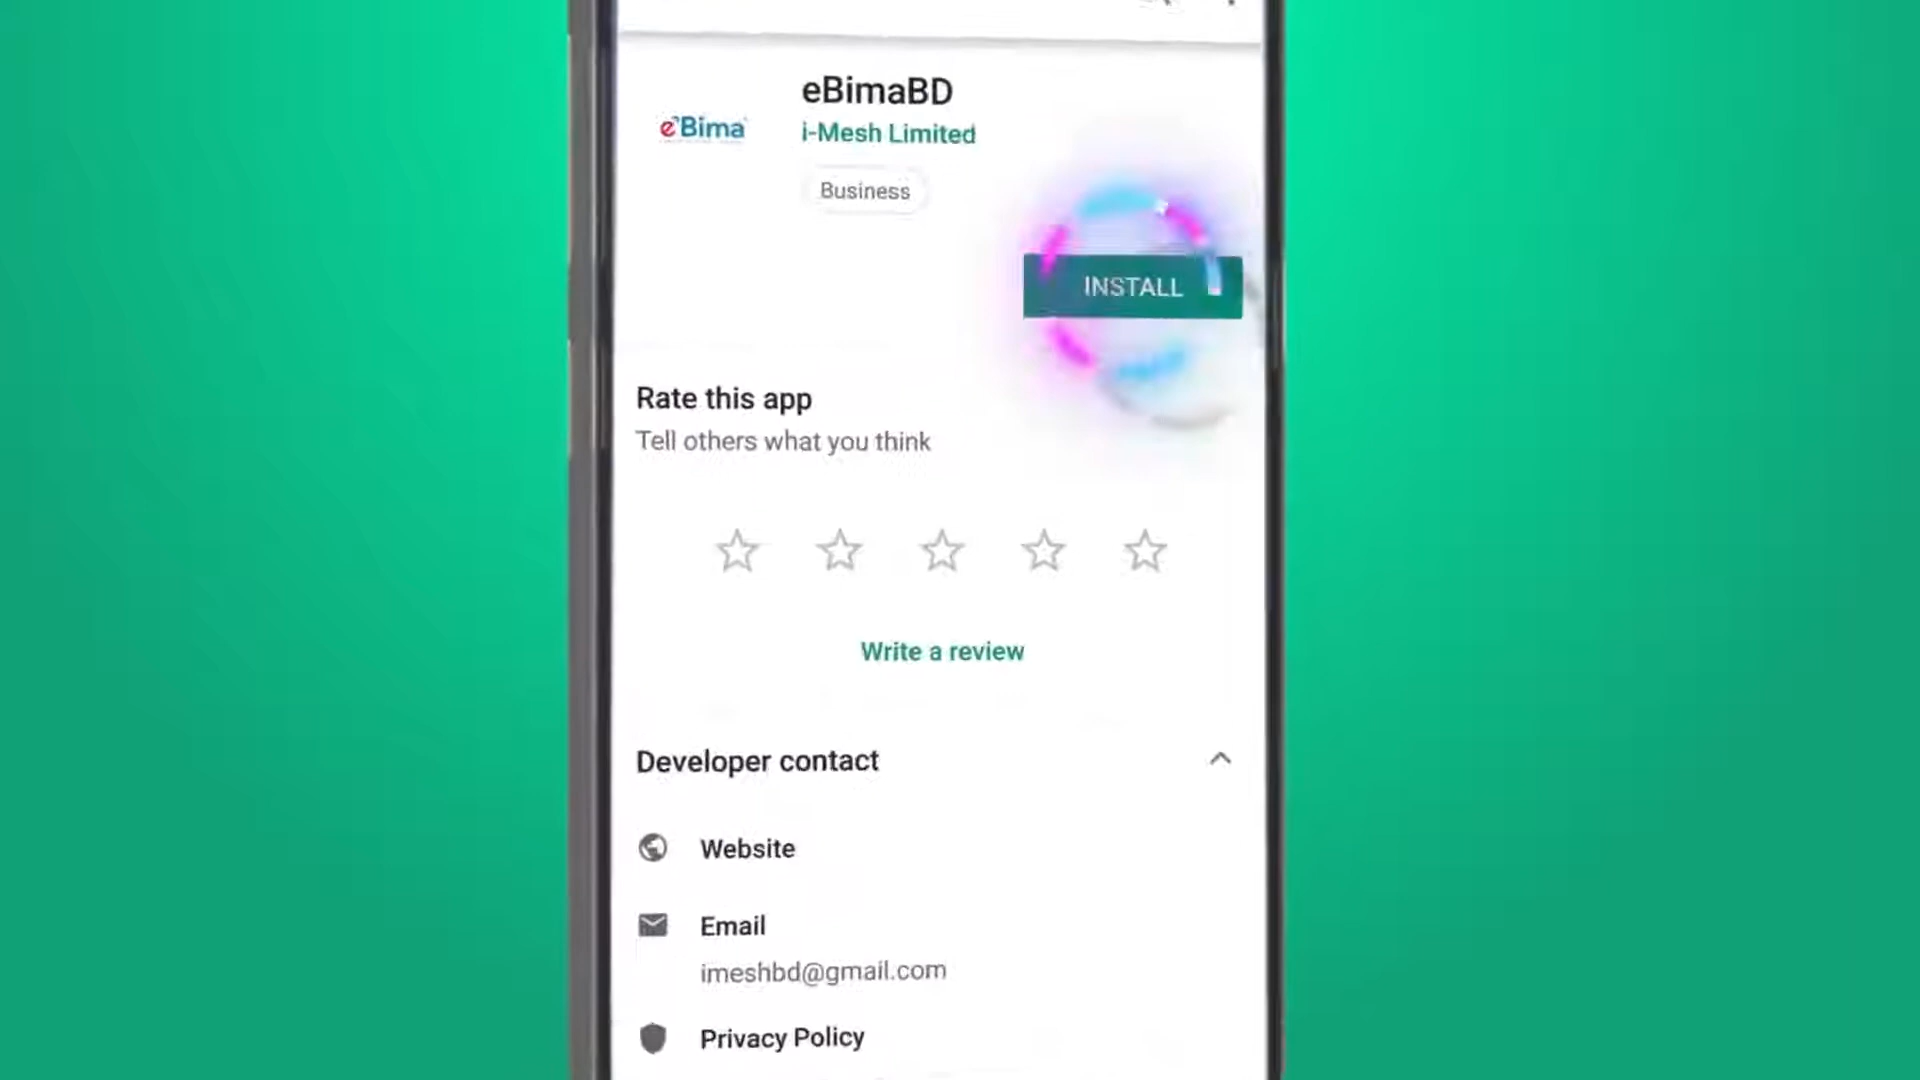 eBimaBD
e'Bima
i-Mesh Limited
Business
INSTALL
Rate this app
Tell others what you think
Write a review
Developer contact
Website
Email
imeshbd@gmail.com
Privacy Policy